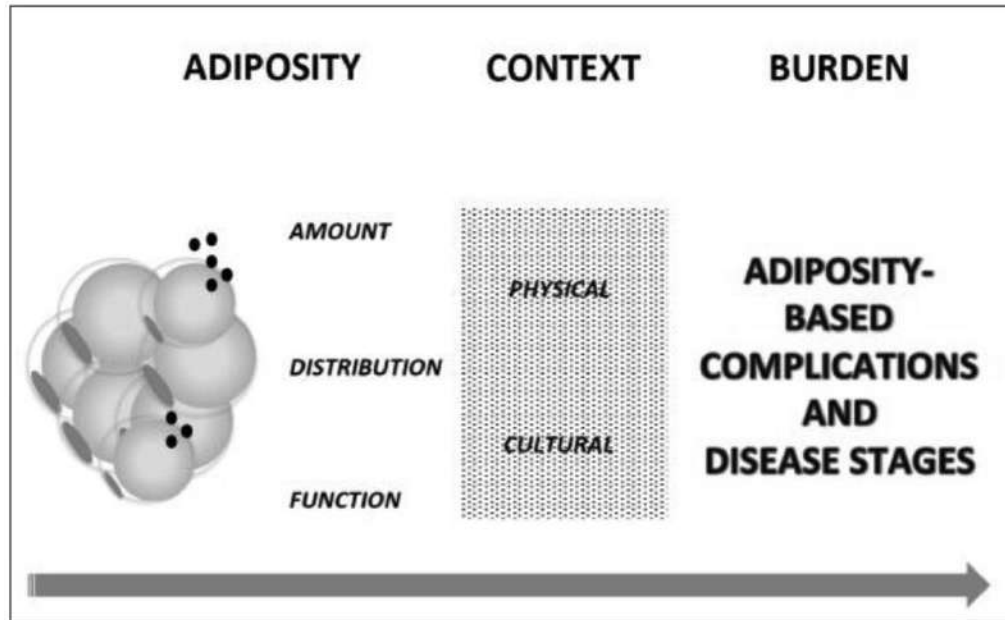 ADIPOSITY
CONTEXT
BURDEN
AMOUNT
DISTRIBUTION
FUNCTION
PHYSICAL
CULTURAL
ADIPOSITY-
BASED
COMPLICATIONS
AND
DISEASE STAGES